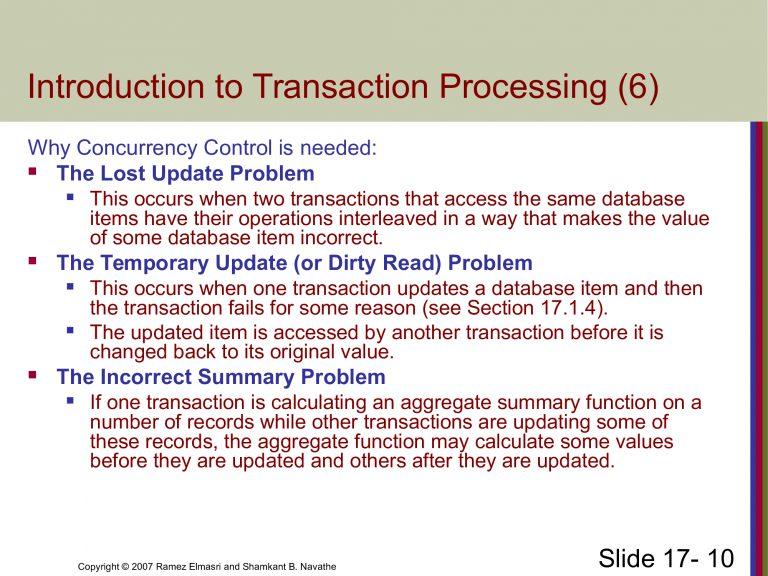 Introduction to Transaction Processing (6)
Why Concurrency Control is needed:
The Lost Update Problem
This occurs when two transactions that access the same database
items have their operations interleaved in a way that makes the value
of some database item incorrect.
The Temporary Update (or Dirty Read) Problem
This occurs when one transaction updates a database item and then
the transaction fails for some reason (see Section 17.1.4).
The updated item is accessed by another transaction before it is
changed back to its original value.
The Incorrect Summary Problem
If one transaction is calculating an aggregate summary function on a
number of records while other transactions are updating some of
these records, the aggregate function may calculate some values
before they are updated and others after they are updated.
Copyright © 2007 Ramez Elmasri and Shamkant B. Navathe
Slide 17- 10